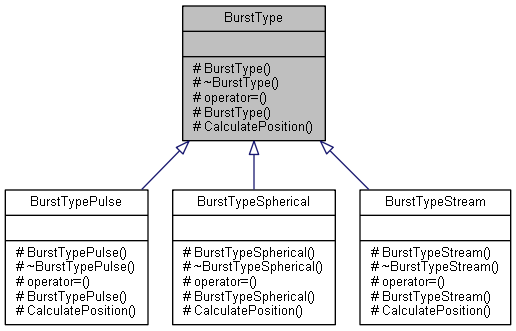 BurstType
# BurstType()
# ~BurstType()
# operator=()
# BurstType()
# CalculatePosition()
BurstTypePulse
# BurstTypePulse()
# ~BurstTypePulse()
# operator=()
# BurstTypePulse()
# CalculatePosition()
BurstTypeSpherical
# BurstTypeSpherical()
# ~BurstTypeSpherical()
# operator=()
# BurstTypeSpherical()
# CalculatePosition()
BurstTypeStream
# BurstTypeStream()
# ~BurstTypeStream()
# operator=()
# BurstTypeStream()
# CalculatePosition()